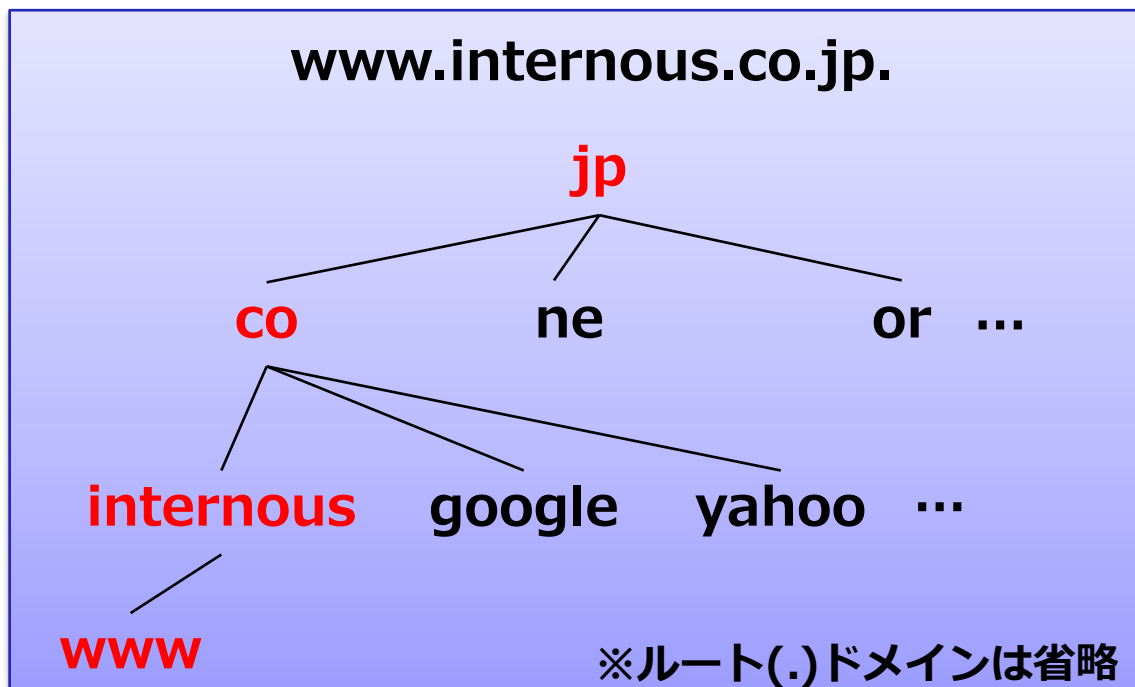 www.internous.co.jp.
jp
co ne or …
internous google yahoo …
www
※ルート(.)ドメインは省略